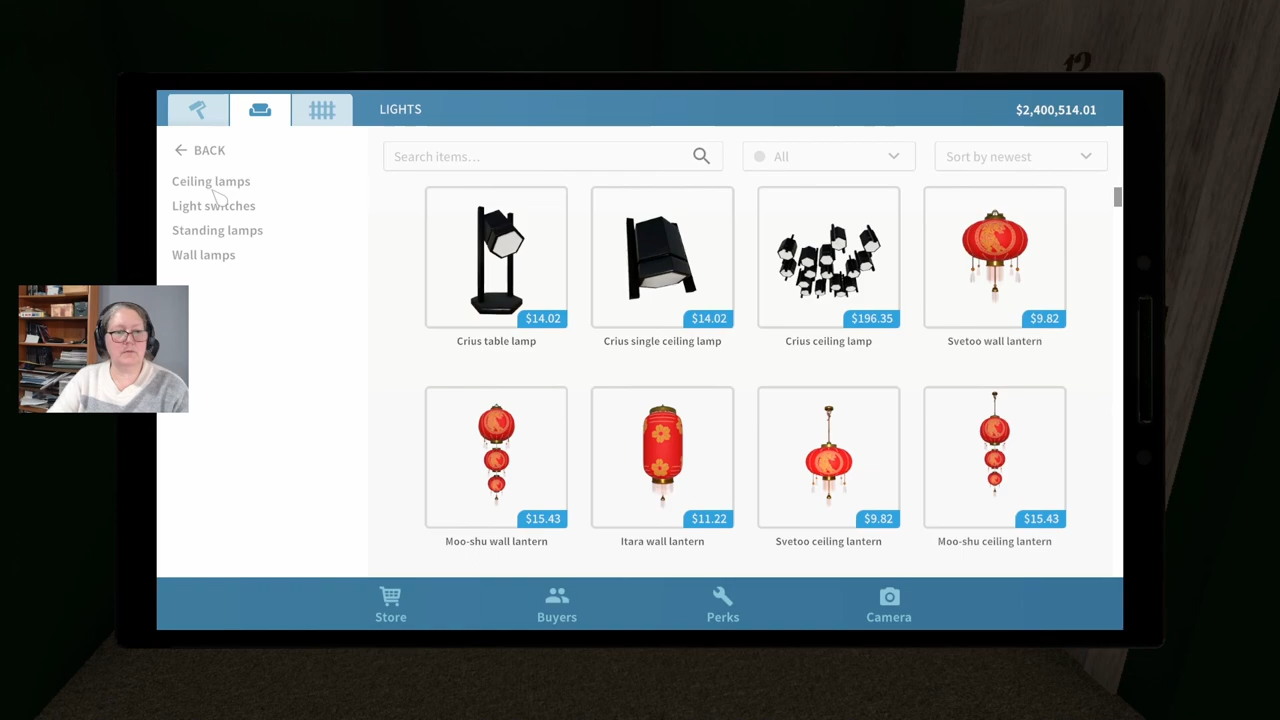 12
LIGHTS
$2,400,514.01
BACK
Search items...
All
Sort by newest
Ceiling lamps
Light switches
Standing lamps
Wall lamps
$14.02
$14.02
$196.35
$9.82
Crius table lamp
Crius single ceiling lamp
Crius ceiling lamp
Svetoo wall lantern
$15.43
$11.22
$9.82
$15.43
Moo-shu wall lantern
Itara wall lantern
Svetoo ceiling lantern
Moo-shu ceiling lantern
Store
Buyers
Perks
Camera